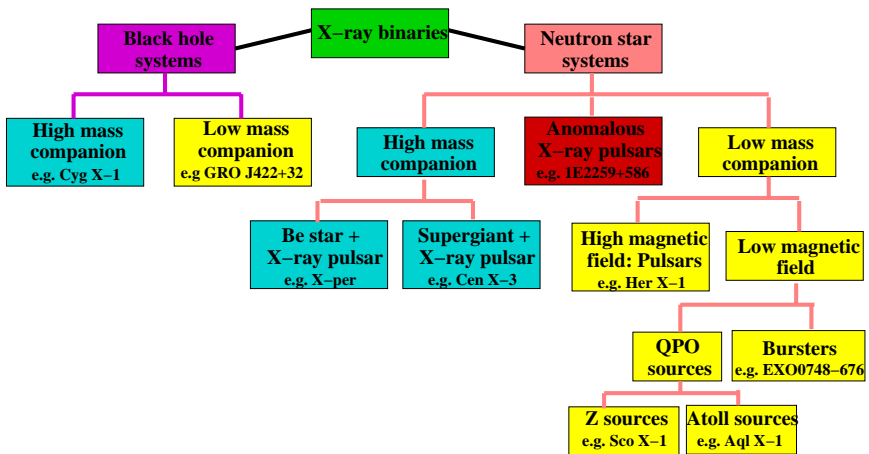 X−ray binaries
Black hole
systems
Neutron star
systems
High mass
companion
e.g. Cyg X−1
Low mass
companion
e.g GRO J422+32
High mass
companion
Anomalous
X−ray pulsars
e.g. 1E2259+586
Low mass
companion
Be star +
X−ray pulsar
e.g. X−per
Supergiant +
X−ray pulsar
e.g. Cen X−3
High magnetic
field: Pulsars
e.g. Her X−1
Low magnetic
field
QPO
sources
Bursters
e.g. EXO0748−676
Z sources
e.g. Sco X−1
Atoll sources
e.g. Aql X−1